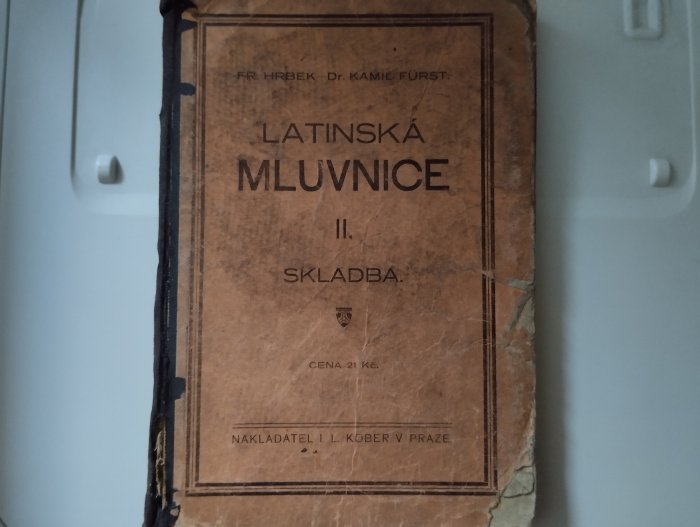 FR. HRBEK Dr. KAMIL FÜRST.
LATINSKÁ
MLUVNICE
II.
SKLADBA.
CENA 21 Kč.
NAKLADATEL I. L. KOBER V PRAZE.